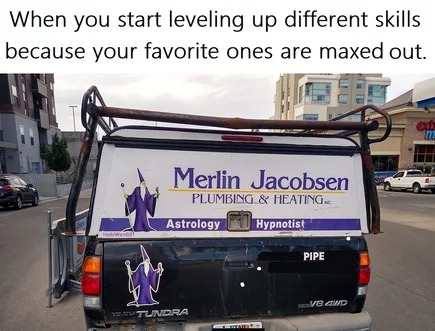 When you start leveling up different skills
because your favorite ones are maxed out.
Merlin Jacobsen
PLUMBING & HEATING INC.
Astrology Hypnotist
PIPE
TUNDRA
V8 4WD